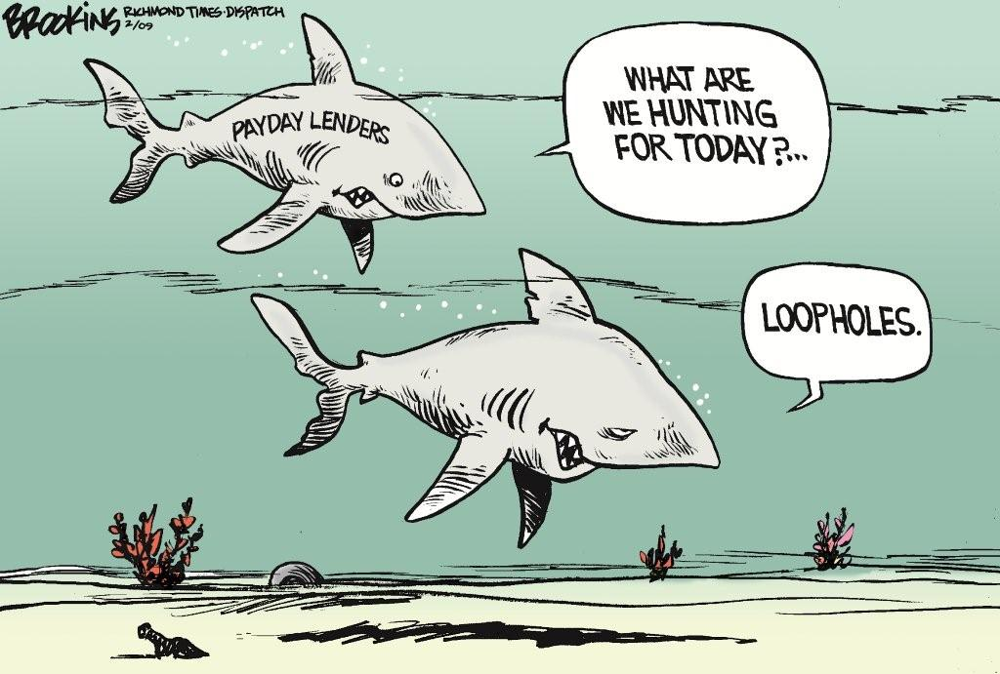 BROOKINS
RICHMOND TIMES-DISPATCH
2/09
PAYDAY LENDERS
WHAT ARE
WE HUNTING
FOR TODAY?...
LOOPHOLES.